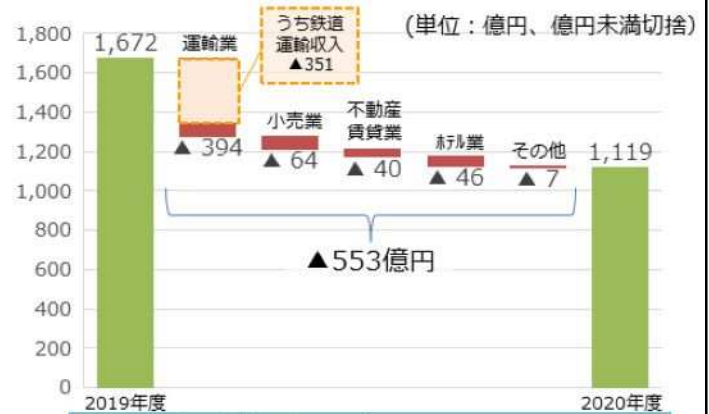 (単位：億円、億円未満切捨)
1,800
1,600
1,400
1,200
1,000
800
600
400
200
0
1,672
運輸業
うち鉄道
運輸収入
▲351
▲ 394
小売業
▲ 64
不動産
賃貸業
▲ 40
ﾎﾃﾙ業
▲ 46
その他
▲ 7
1,119
▲553億円
2019年度
2020年度